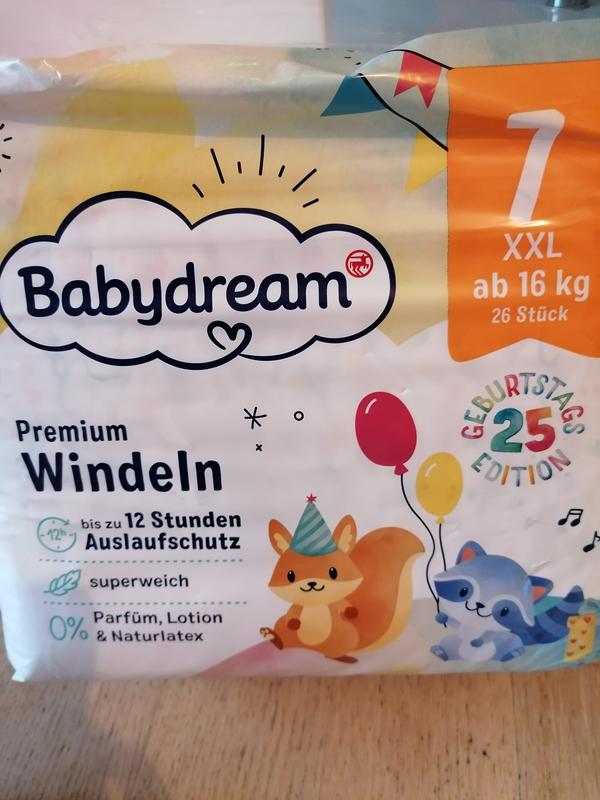 7
XXL
ab 16 kg
26 Stück
Babydream
GEBURTSTAGS
25
EDITION
Premium
Windeln
12h
bis zu 12 Stunden
Auslaufschutz
superweich
0% Parfüm, Lotion
& Naturlatex